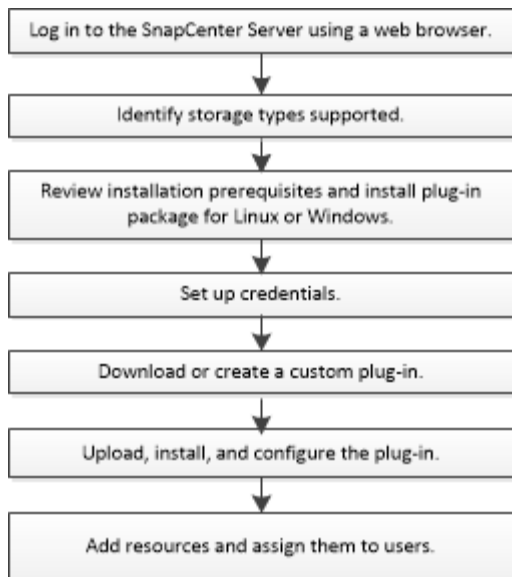 Log in to the SnapCenter Server using a web browser.
Identify storage types supported.
Review installation prerequisites and install plug-in
package for Linux or Windows.
Set up credentials.
Download or create a custom plug-in.
Upload, install, and configure the plug-in.
Add resources and assign them to users.